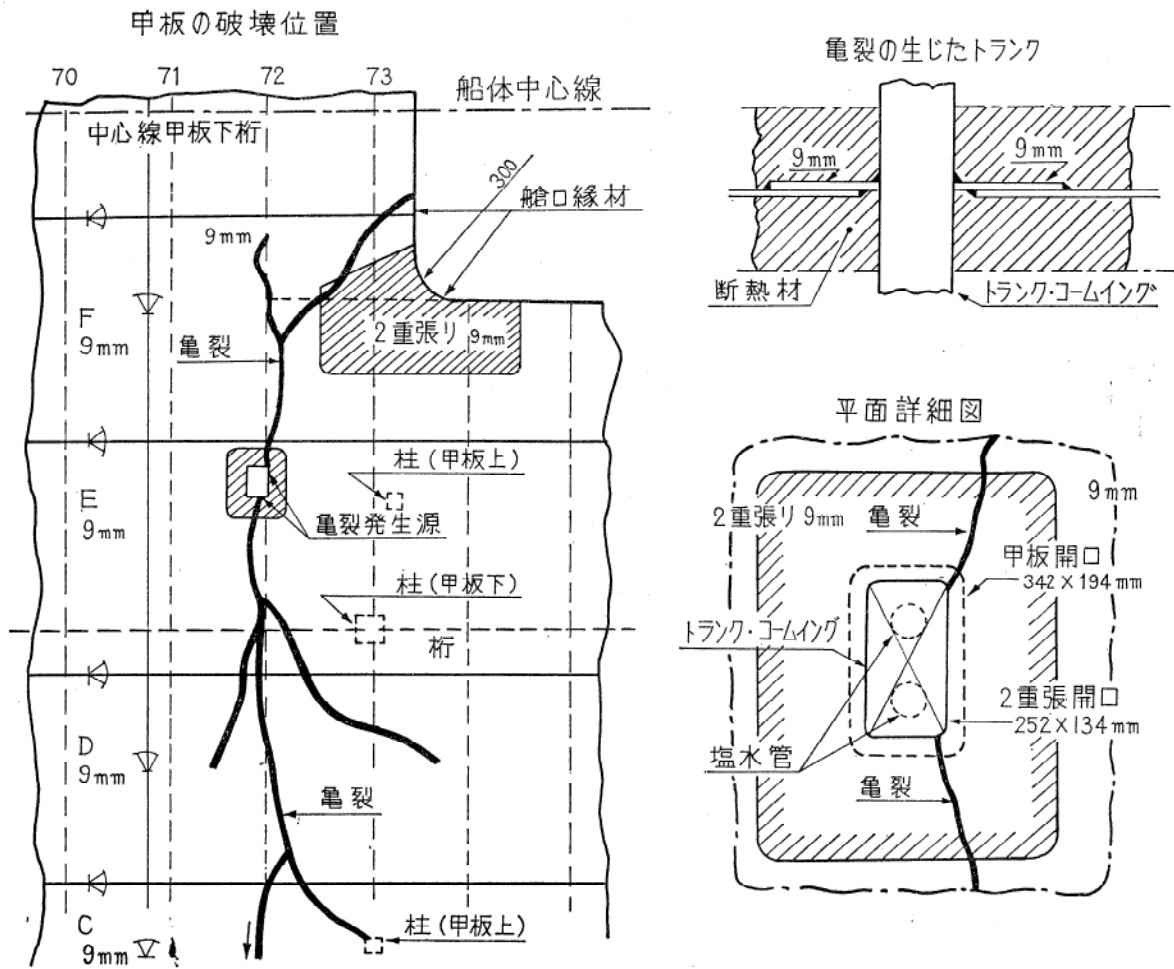 甲板の破壊位置
70 71 72 73
船体中心線
中心線甲板下桁
300
舱口縁材
9mm
F
9mm
亀裂
2重張り 9mm
柱(甲板上)
E
9mm
亀裂発生源
柱(甲板下)
桁
D
9mm
亀裂
C
9mm
柱(甲板上)
亀裂の生じたトランク
9mm
9mm
断熱材
トランク・コームイング
平面詳細図
9mm
2重張り 9mm
亀裂
甲板開口
342×194mm
トランク・コームイング
2重張開口
252×134mm
塩水管
亀裂